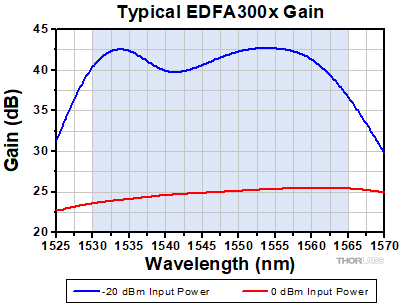 Typical EDFA300x Gain
45
40
35
30
25
20
Gain (dB)
1525 1530 1535 1540 1545 1550 1555 1560 1565 1570
Wavelength (nm)
THORLABS
-20 dBm Input Power 0 dBm Input Power